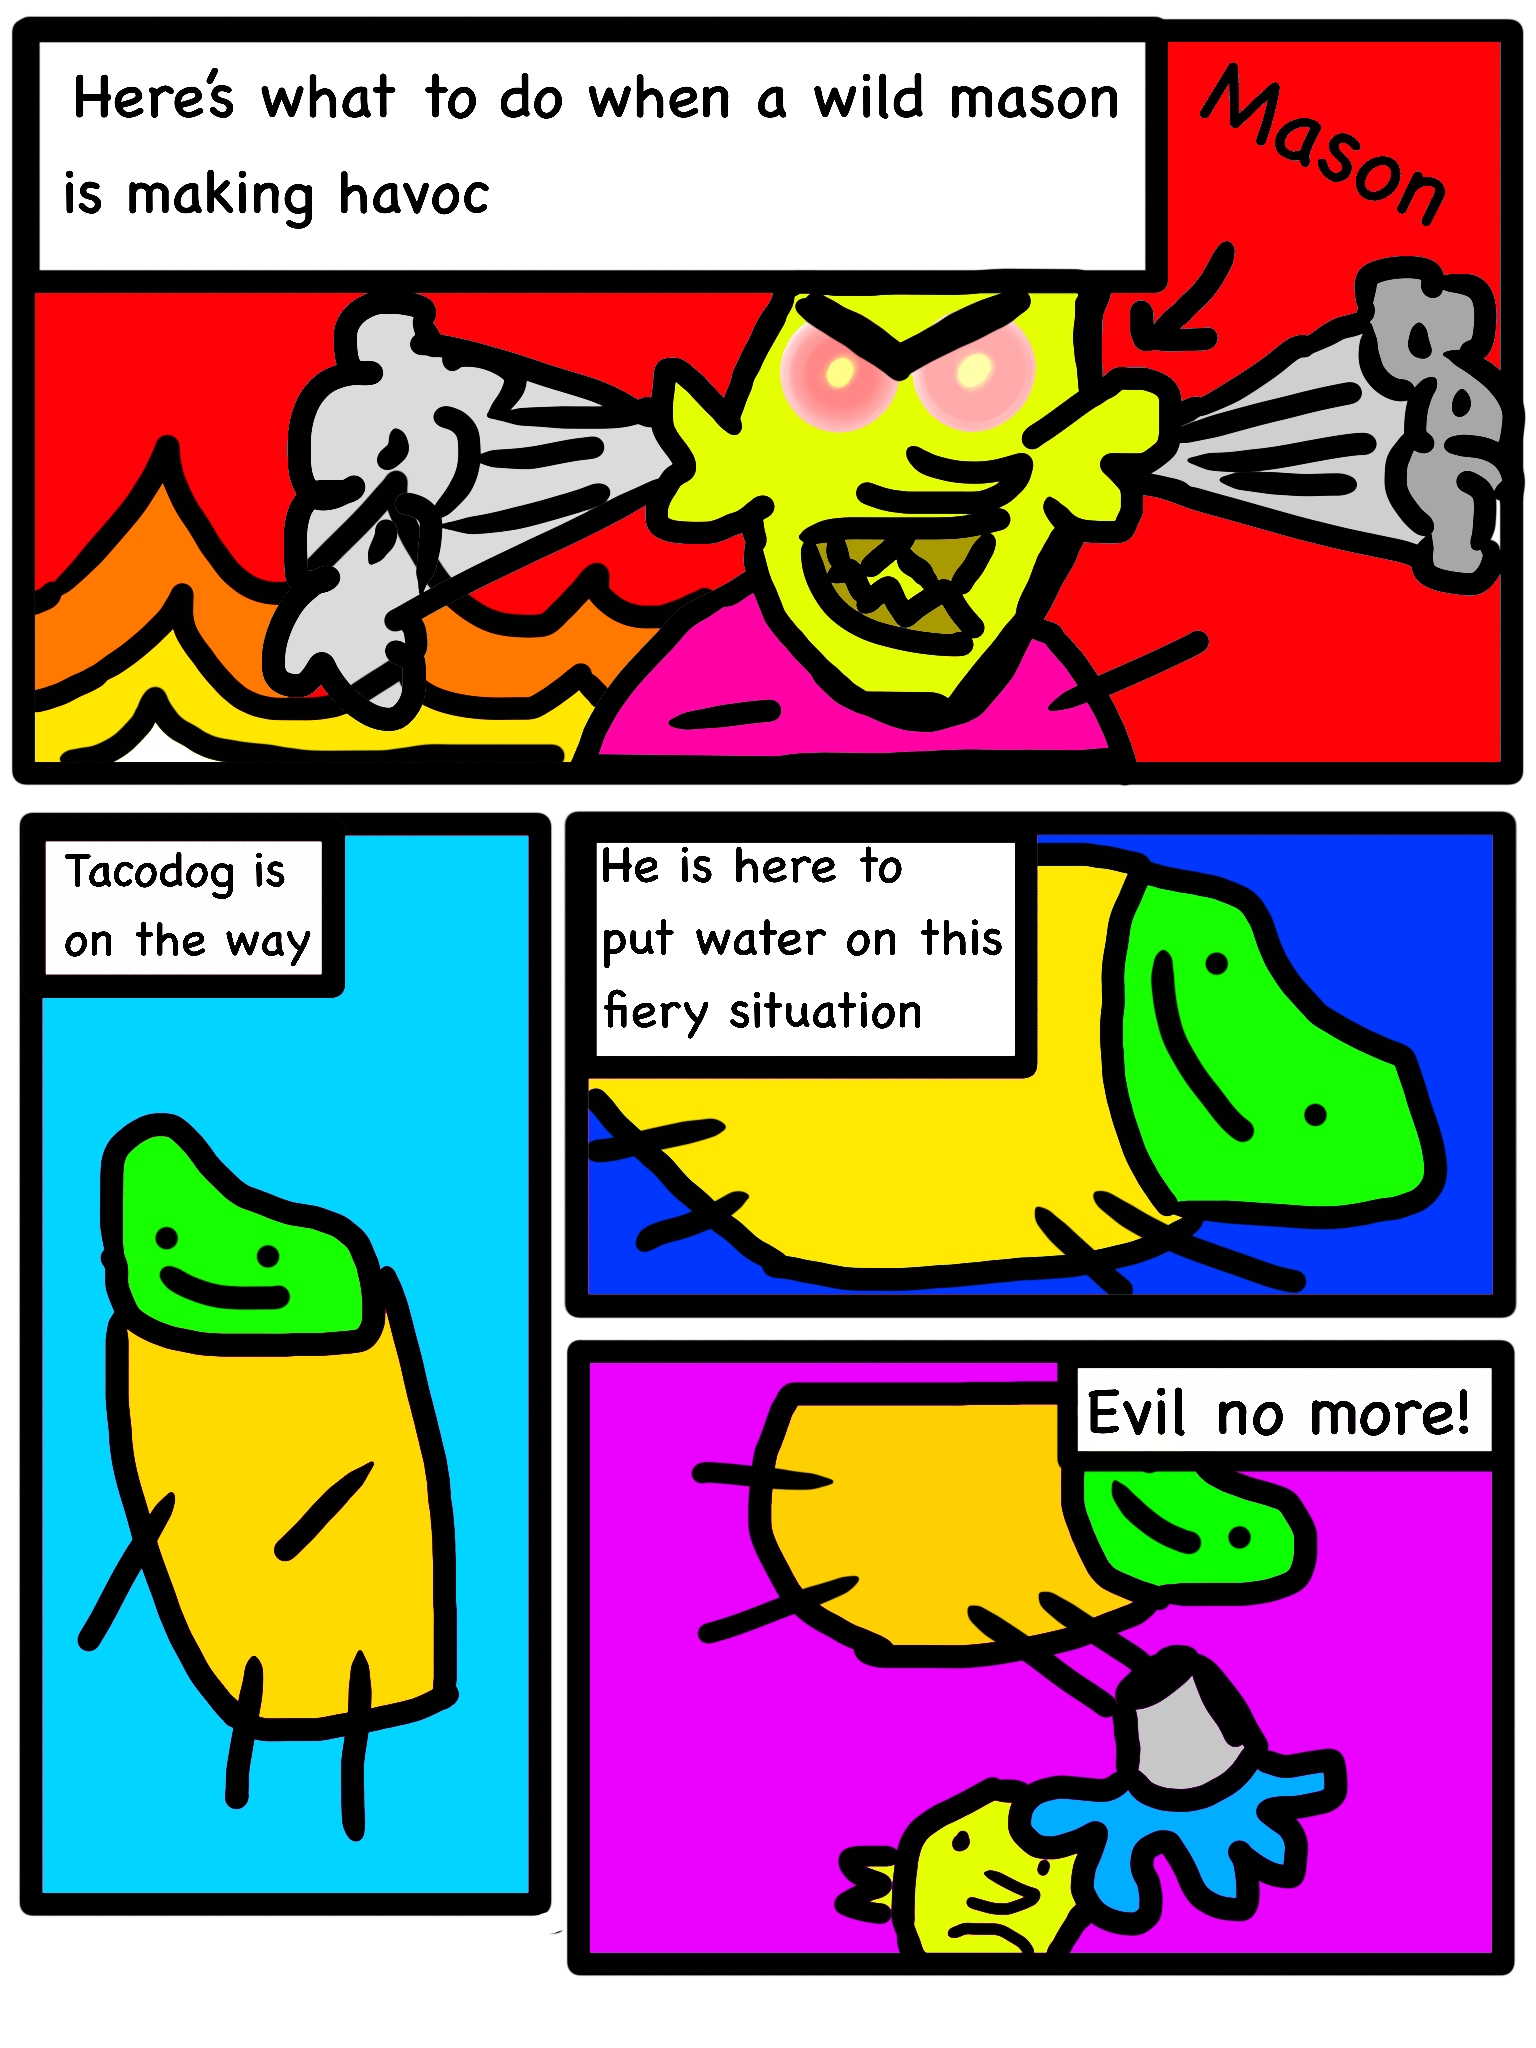 Here's what to do when a wild mason
is making havoc
Mason
Tacodog is
on the way
He is here to
put water on this
fiery situation
Evil no more!